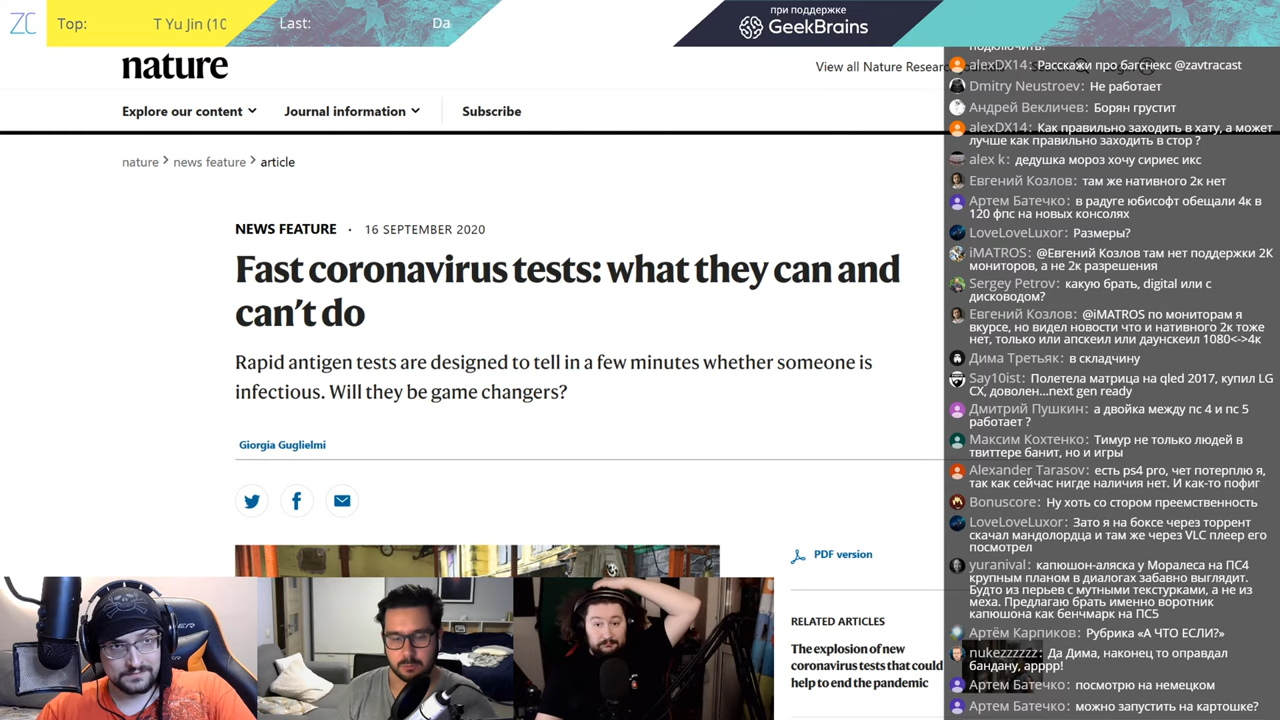 ZC
Top:
T Yu Jin (10
Last:
Da
при поддержке
GeekBrains
nature
View all Nature Research
Explore our content
Journal information
Subscribe
nature > news feature > article
NEWS FEATURE · 16 SEPTEMBER 2020
Fast coronavirus tests: what they can and
can't do
Rapid antigen tests are designed to tell in a few minutes whether someone is
infectious. Will they be game changers?
Giorgia Guglielmi
PDF version
RELATED ARTICLES
The explosion of new
coronavirus tests that could
help to end the pandemic
подключить?
alexDX14: Расскажи про багснекс @zavtracast
Dmitry Neustroev: Не работает
Андрей Векличев: Борян грустит
alexDX14: Как правильно заходить в хату, а может
лучше как правильно заходить в стор ?
alex k: дедушка мороз хочу сириес икс
Евгений Козлов: там же нативного 2к нет
Артем Батечко: в радуге юбисофт обещали 4к в
120 фпс на новых консолях
LoveLoveLuxor: Размеры?
iMATROS: @Евгений Козлов там нет поддержки 2К
мониторов, а не 2к разрешения
Sergey Petrov: какую брать, digital или с
дисководом?
Евгений Козлов: @iMATROS по мониторам я
вкурсе, но видел новости что и нативного 2к тоже
нет, только или апскеил или даунскеил 1080<->4к
Дима Третьяк: в складчину
Say10ist: Полетела матрица на qled 2017, купил LG
CX, доволен...next gen ready
Дмитрий Пушкин: а двойка между пс 4 и пс 5
работает ?
Максим Кохтенко: Тимур не только людей в
твиттере банит, но и игры
Alexander Tarasov: есть ps4 pro, чет потерплю я,
так как сейчас нигде наличия нет. И как-то пофиг
Bonuscore: Ну хоть со стором преемственность
LoveLoveLuxor: Зато я на боксе через торрент
скачал мандолордца и там же через VLC плеер его
посмотрел
yuranival: капюшон-аляска у Моралеса на ПС4
крупным планом в диалогах забавно выглядит.
Будто из перьев с мутными текстурками, а не из
меха. Предлагаю брать именно воротник
капюшона как бенчмарк на ПС5
Артём Карпиков: Рубрика «А ЧТО ЕСЛИ?»
nukezzzzzz: Да Дима, наконец то оправдал
бандану, арррр!
Артем Батечко: посмотрю на немецком
Артем Батечко: можно запустить на картошке?